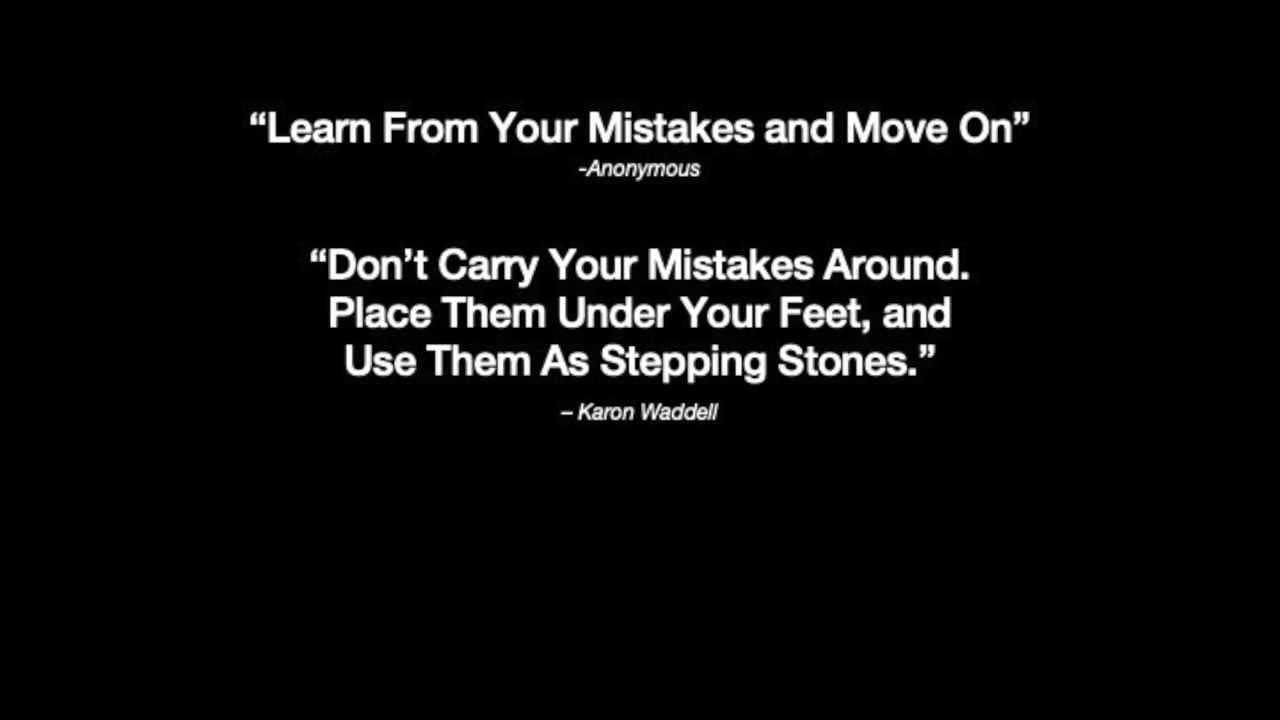 “Learn From Your Mistakes and Move On”
-Anonymous
“Don’t Carry Your Mistakes Around.
Place Them Under Your Feet, and
Use Them As Stepping Stones.”
– Karon Waddell